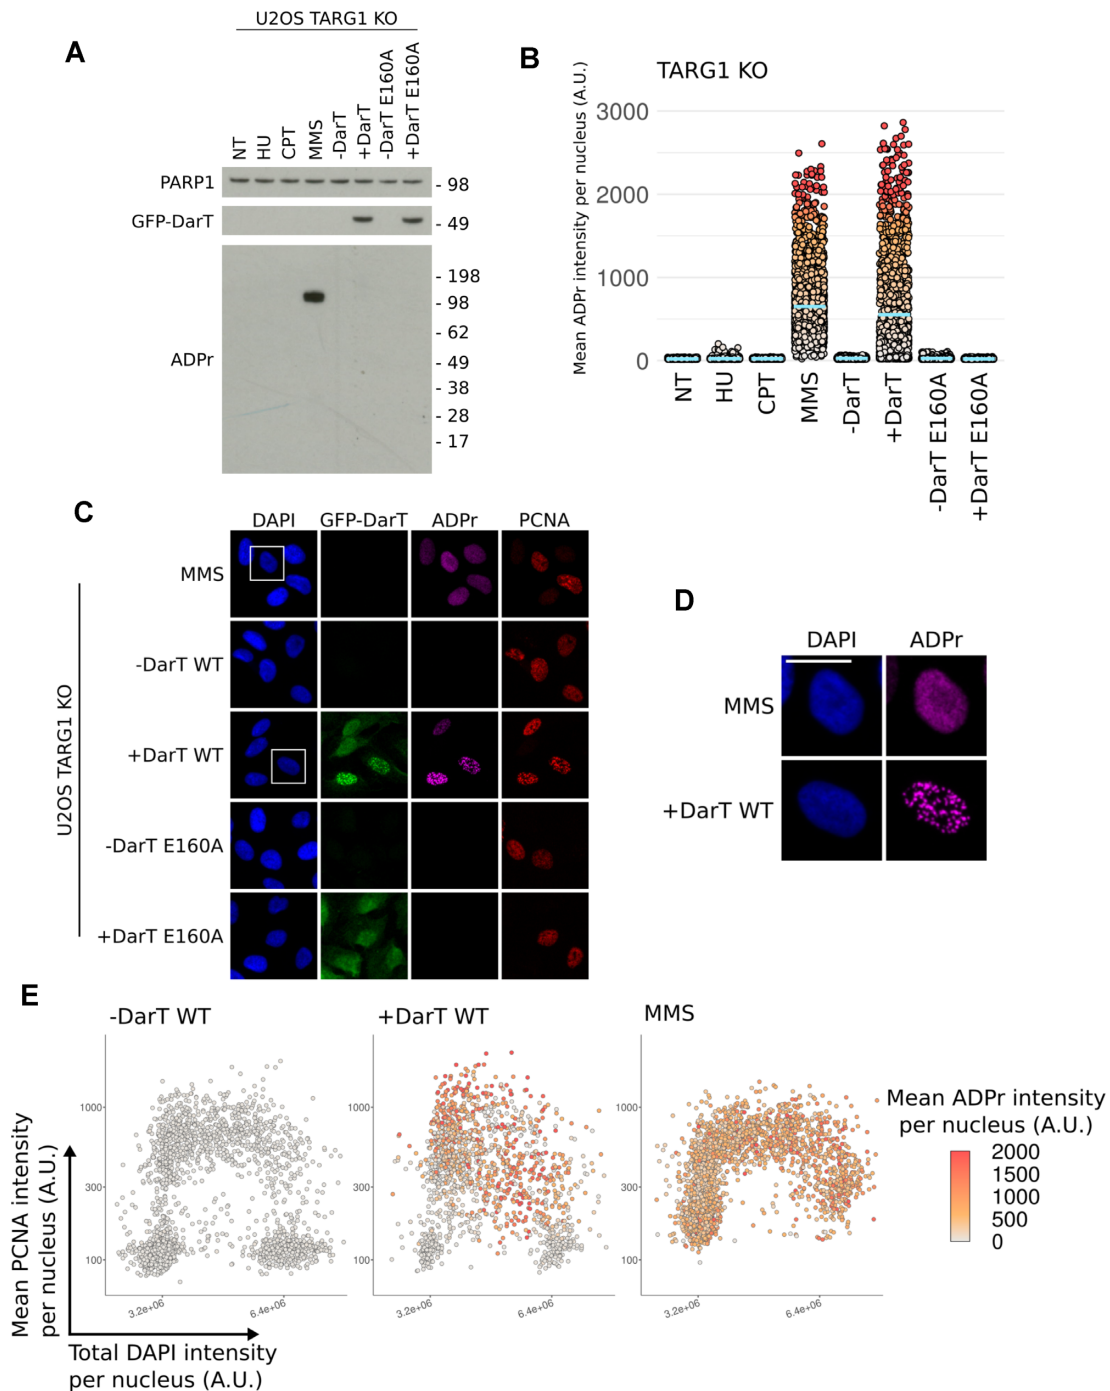 A
U2OS TARG1 KO
NT
HU
CPT
MMS
-DarT
+DarT
-DarT E160A
+DarT E160A
PARP1
- 98
GFP-DarT
- 49
ADPr
- 198
- 98
- 62
- 49
- 38
- 28
- 17
B
TARG1 KO
Mean ADPr intensity per nucleus (A.U.)
3000
2000
1000
0
NT
HU
CPT
MMS
-DarT
+DarT
-DarT E160A
+DarT E160A
C
DAPI
GFP-DarT
ADPr
PCNA
U2OS TARG1 KO
MMS
-DarT WT
+DarT WT
-DarT E160A
+DarT E160A
D
DAPI
ADPr
MMS
+DarT WT
E
-DarT WT
+DarT WT
MMS
Mean PCNA intensity
per nucleus (A.U.)
1000
300
100
3.2e+06
6.4e+06
1000
300
100
3.2e+06
6.4e+06
1000
300
100
3.2e+06
6.4e+06
Total DAPI intensity
per nucleus (A.U.)
Mean ADPr intensity
per nucleus (A.U.)
2000
1500
1000
500
0